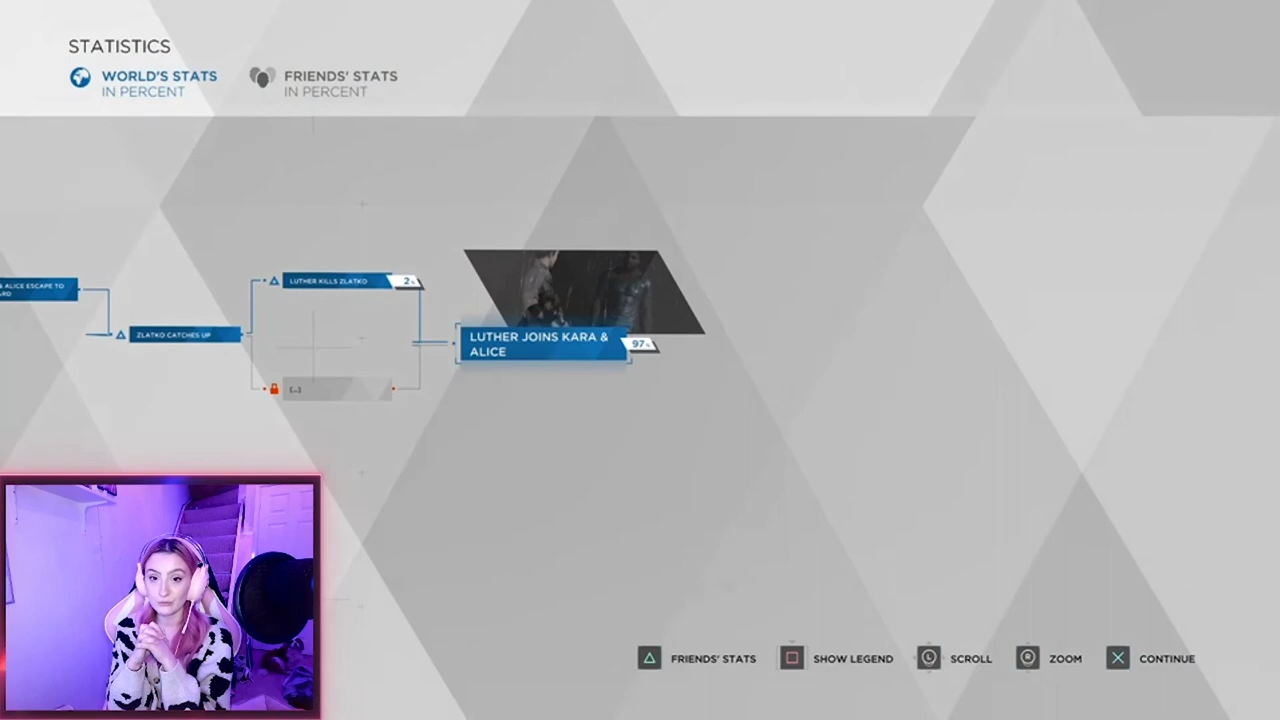 STATISTICS
WORLD'S STATS
IN PERCENT
FRIENDS' STATS
IN PERCENT
& ALICE ESCAPE TO
ARD
ZLATKO CATCHES UP
LUTHER KILLS ZLATKO
2%
[...]
LUTHER JOINS KARA &
ALICE
97%
FRIENDS' STATS
SHOW LEGEND
L
SCROLL
R
ZOOM
CONTINUE